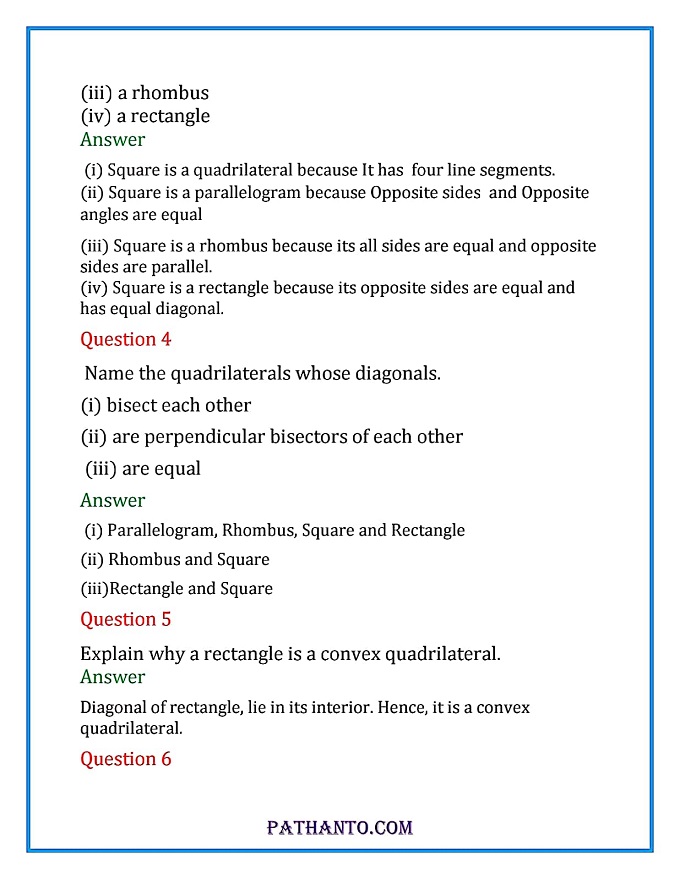 (iii) a rhombus
(iv) a rectangle
Answer
(i) Square is a quadrilateral because It has four line segments.
(ii) Square is a parallelogram because Opposite sides and Opposite
angles are equal
(iii) Square is a rhombus because its all sides are equal and opposite
sides are parallel.
(iv) Square is a rectangle because its opposite sides are equal and
has equal diagonal.
Question 4
Name the quadrilaterals whose diagonals.
(i) bisect each other
(ii) are perpendicular bisectors of each other
(iii) are equal
Answer
(i) Parallelogram, Rhombus, Square and Rectangle
(ii) Rhombus and Square
(iii)Rectangle and Square
Question 5
Explain why a rectangle is a convex quadrilateral.
Answer
Diagonal of rectangle, lie in its interior. Hence, it is a convex
quadrilateral.
Question 6
PATHANTO.COM